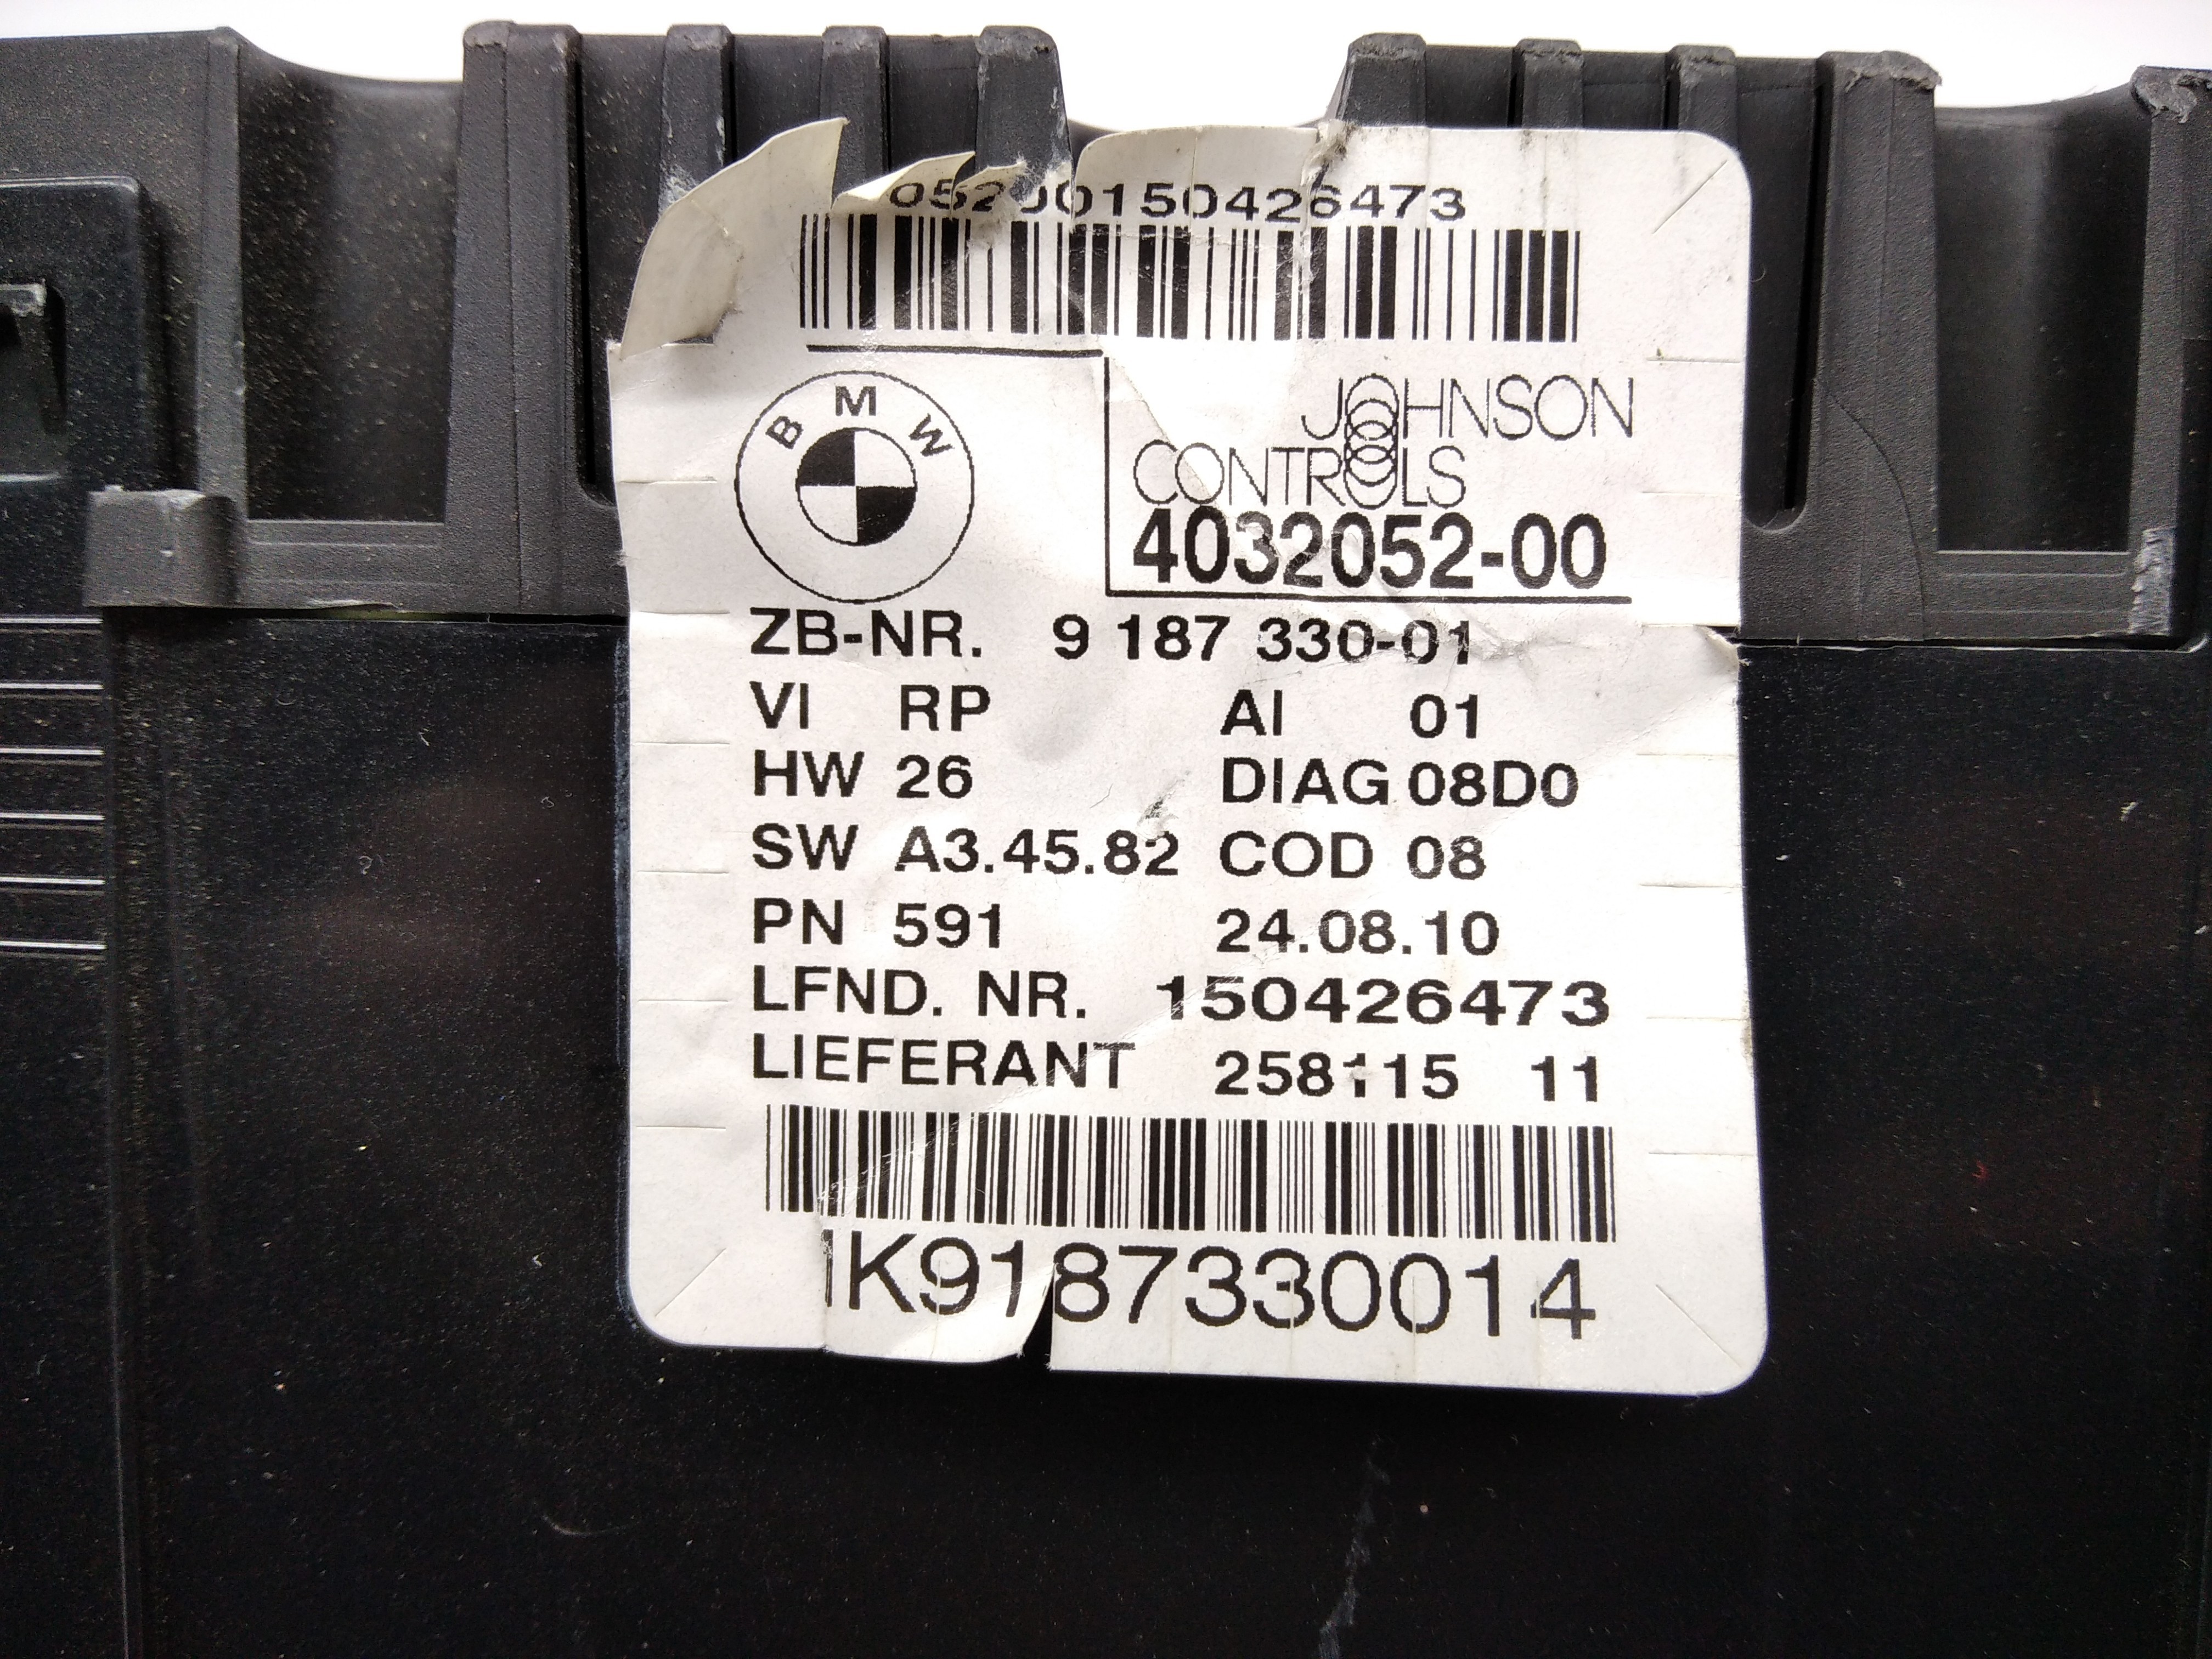 05200150426473
BMW
JOHNSON
CONTROLS
4032052-00
ZB-NR. 9 187 330-01
VI RP AI 01
HW 26 DIAG 08D0
SW A3.45.82 COD 08
PN 591 24.08.10
LFND. NR. 150426473
LIEFERANT 258115 11
IK9187330014